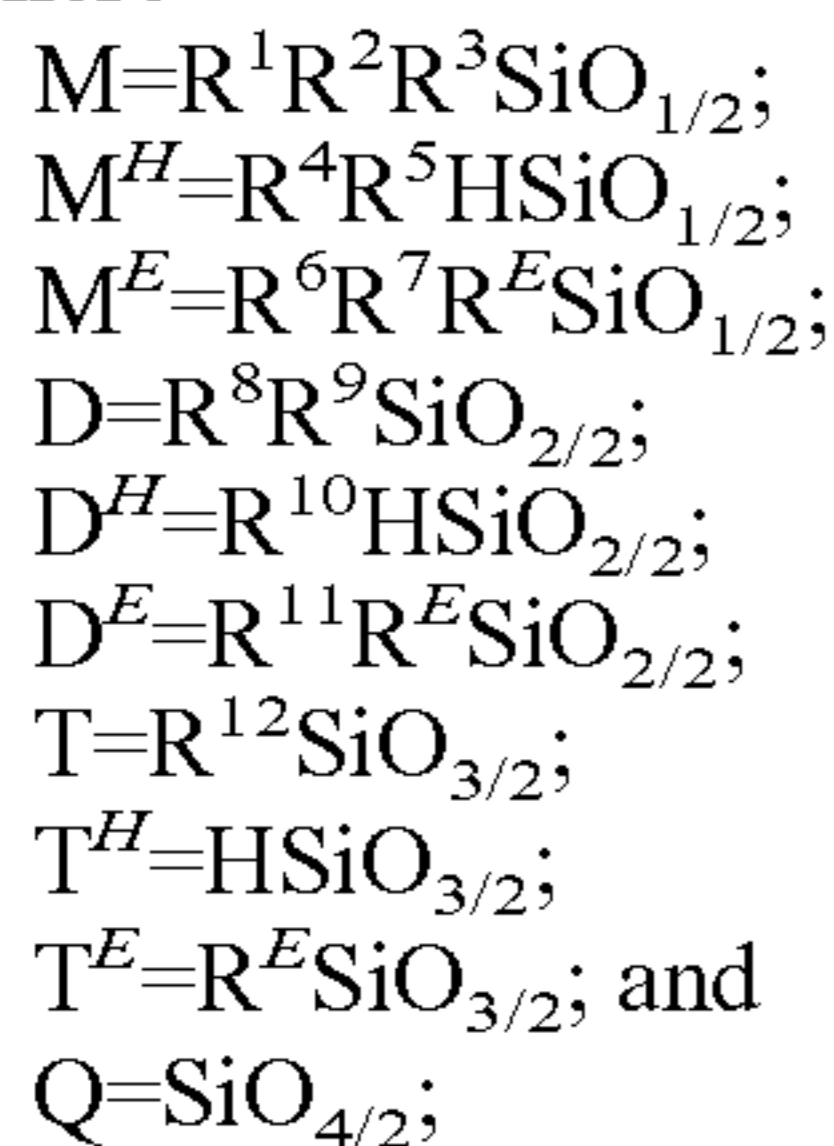 M=R¹R²R³SiO₁/₂;
Mᴴ=R⁴R⁵HSiO₁/₂;
Mᴱ=R⁶R⁷RᴱSiO₁/₂;
D=R⁸R⁹SiO₂/₂;
Dᴴ=R¹⁰HSiO₂/₂;
Dᴱ=R¹¹RᴱSiO₂/₂;
T=R¹²SiO₃/₂;
Tᴴ=HSiO₃/₂;
Tᴱ=RᴱSiO₃/₂; and
Q=SiO₄/₂;